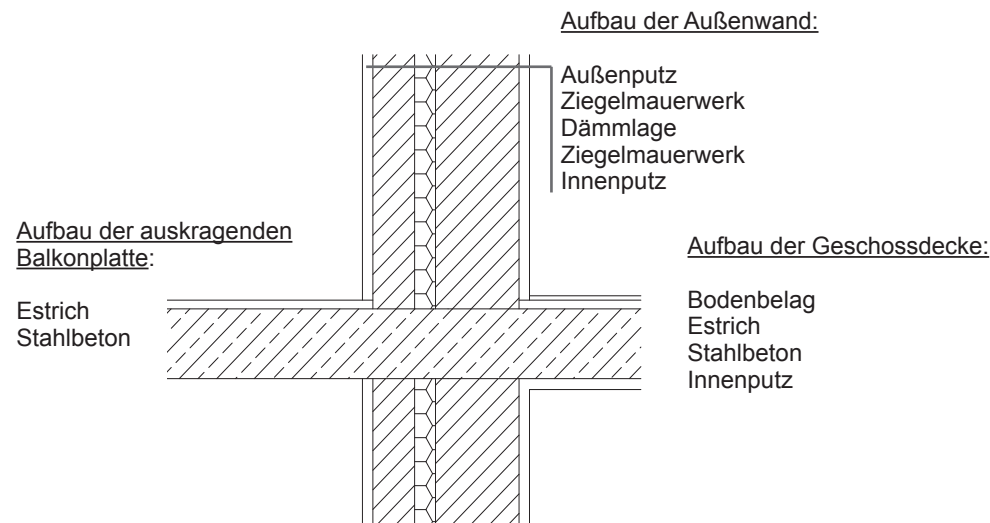 Aufbau der Außenwand:
Außenputz
Ziegelmauerwerk
Dämmlage
Ziegelmauerwerk
Innenputz
Aufbau der auskragenden
Balkonplatte:
Estrich
Stahlbeton
Aufbau der Geschossdecke:
Bodenbelag
Estrich
Stahlbeton
Innenputz